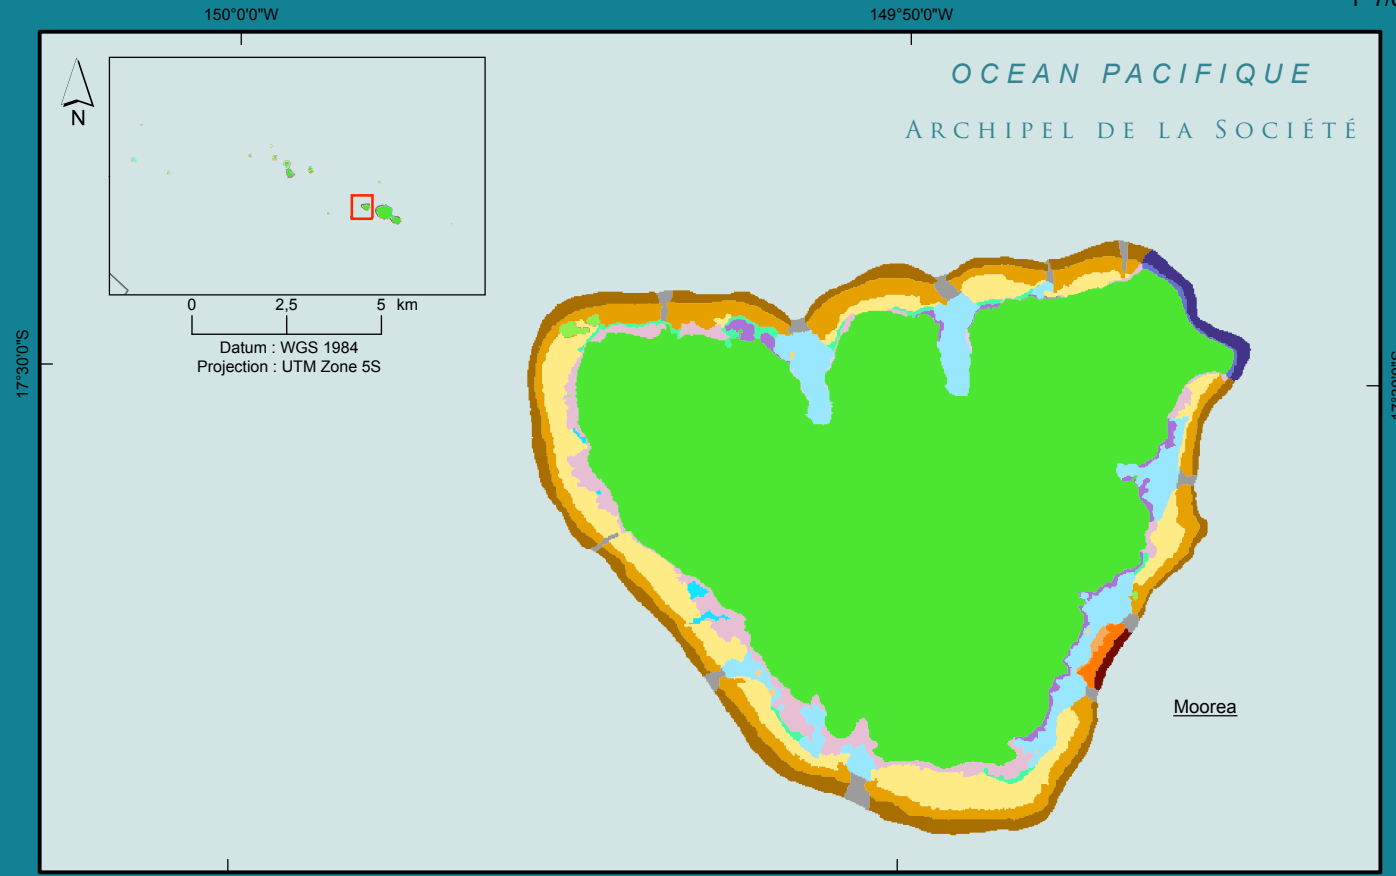 150°0'0"W
149°50'0"W
OCEAN PACIFIQUE
ARCHIPEL DE LA SOCIÉTÉ
N
0 2,5 5 km
Datum : WGS 1984
Projection : UTM Zone 5S
17°30'0"S
Moorea